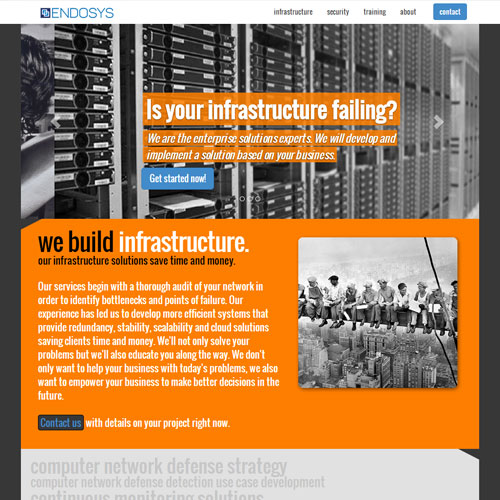 ENDOSYS
infrastructure security training about contact
Is your infrastructure failing?
We are the enterprise solutions experts. We will develop and
implement a solution based on your business.
Get started now!
we build infrastructure.
our infrastructure solutions save time and money.
Our services begin with a thorough audit of your network in
order to identify bottlenecks and points of failure. Our
experience has led us to develop more efficient systems that
provide redundancy, stability, scalability and cloud solutions
saving clients time and money. We'll not only solve your
problems but we'll also educate you along the way. We don't
only want to help your business with today's problems, we also
want to empower your business to make better decisions in the
future.
Contact us with details on your project right now.
computer network defense strategy
computer network defense detection use case development
continuous monitoring solutions